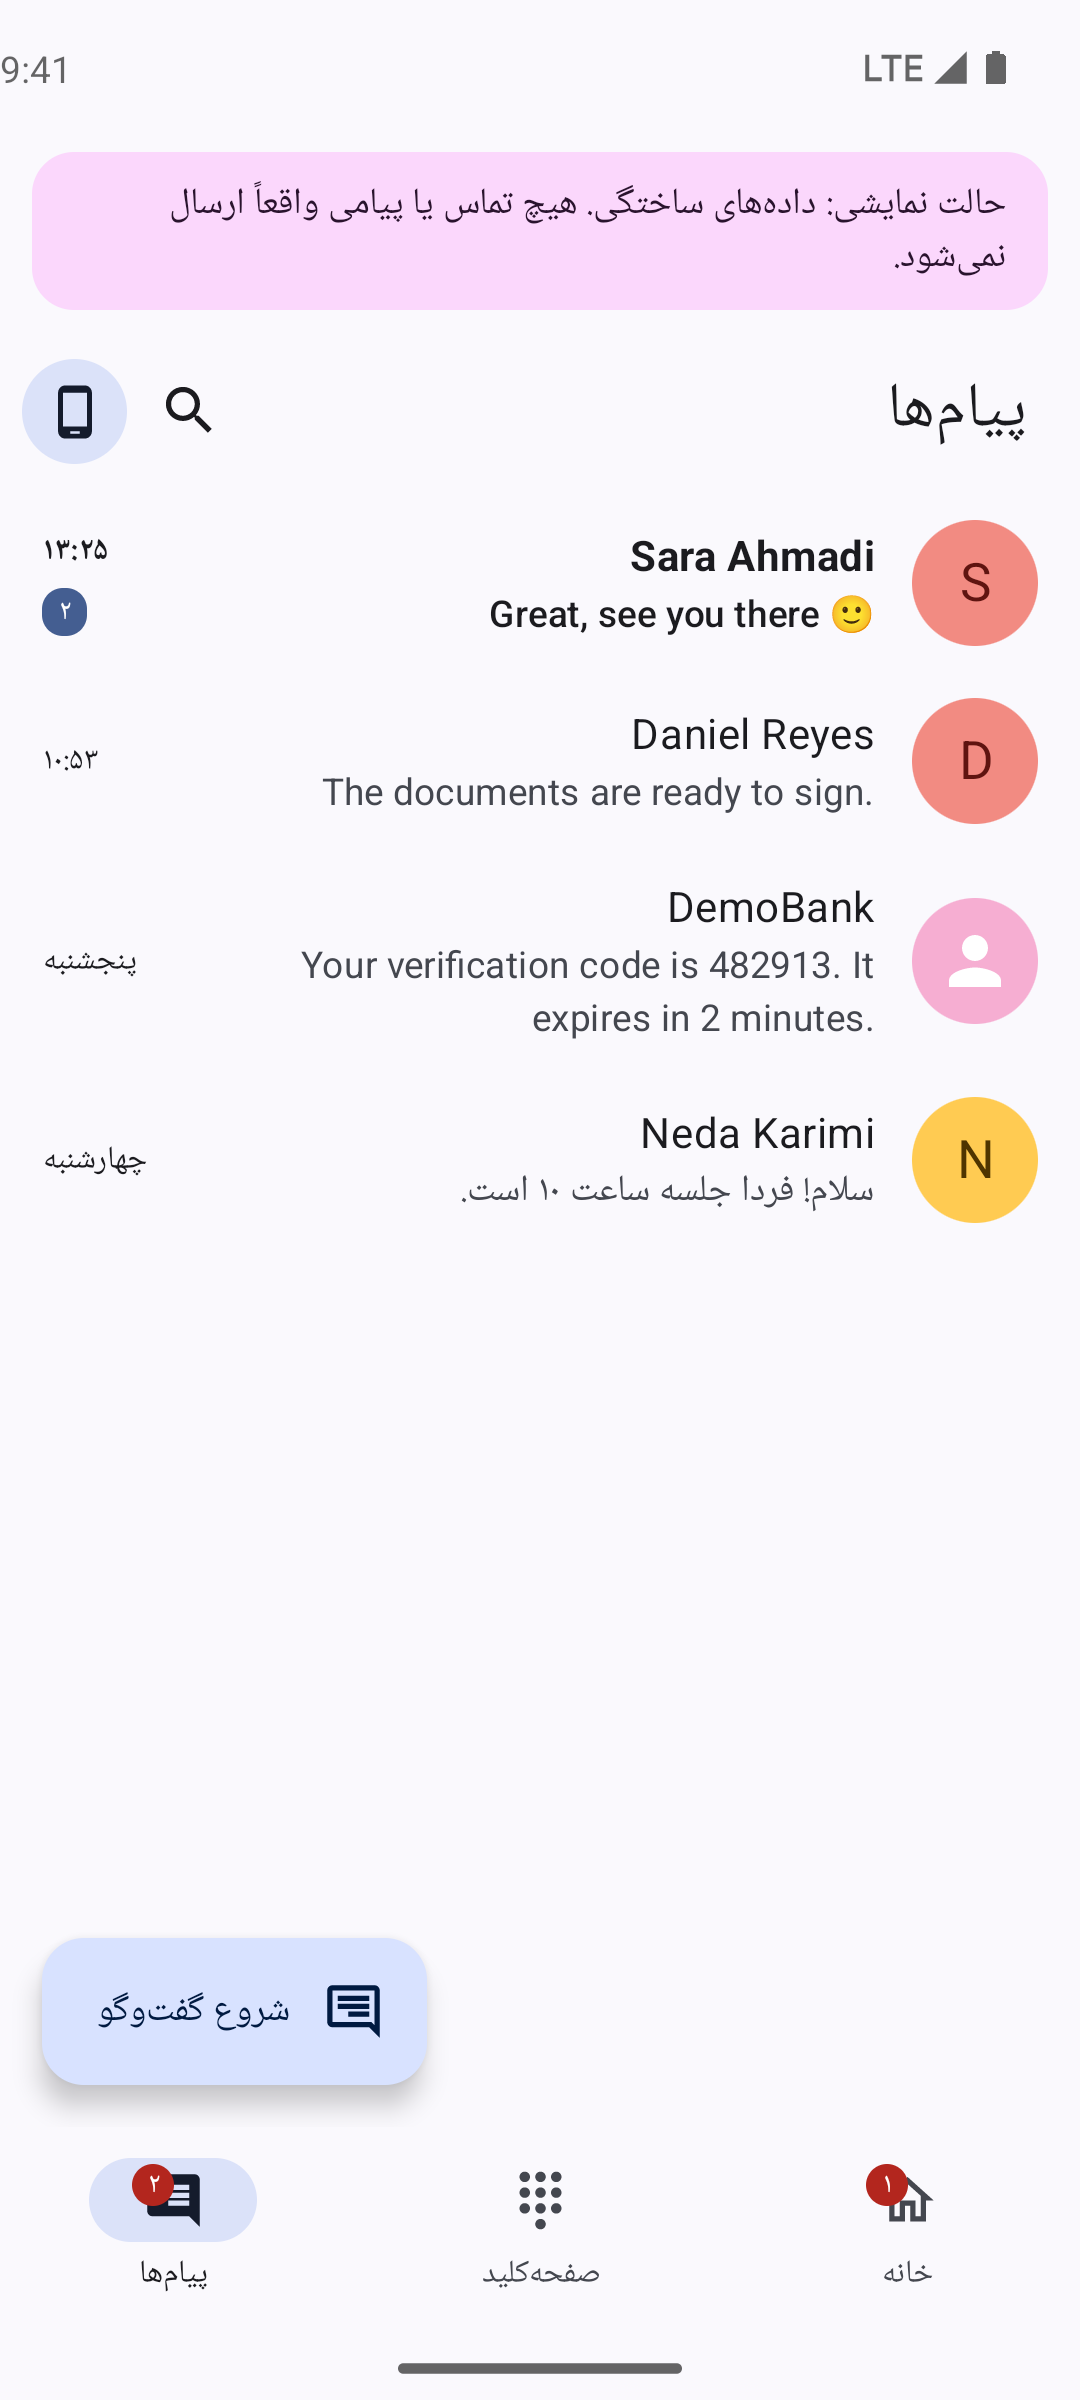 9:41
LTE
حالت نمایشی: داده‌های ساختگی. هیچ تماس یا پیامی واقعاً ارسال
نمی‌شود.
پیام‌ها
S
Sara Ahmadi
۱۳:۲۵
Great, see you there 🙂
۲
D
Daniel Reyes
۱۰:۵۳
The documents are ready to sign.
DemoBank
پنجشنبه
Your verification code is 482913. It
expires in 2 minutes.
N
Neda Karimi
چهارشنبه
سلام! فردا جلسه ساعت ۱۰ است.
شروع گفت‌وگو
۱
خانه
صفحه‌کلید
۲
پیام‌ها